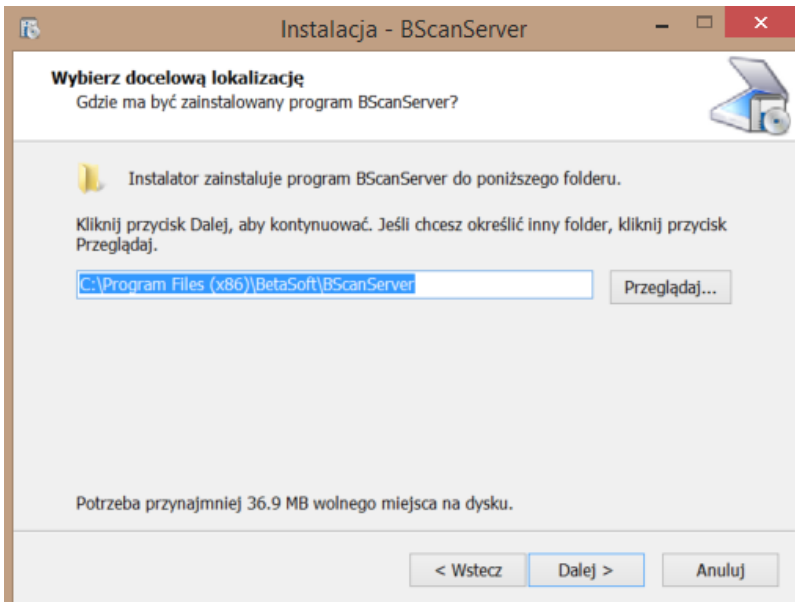 Instalacja - BScanServer
Wybierz docelową lokalizację
Gdzie ma być zainstalowany program BScanServer?
Instalator zainstaluje program BScanServer do poniższego folderu.
Kliknij przycisk Dalej, aby kontynuować. Jeśli chcesz określić inny folder, kliknij przycisk
Przeglądaj.
C:\Program Files (x86)\BetaSoft\BScanServer
Przeglądaj...
Potrzeba przynajmniej 36.9 MB wolnego miejsca na dysku.
< Wstecz
Dalej >
Anuluj